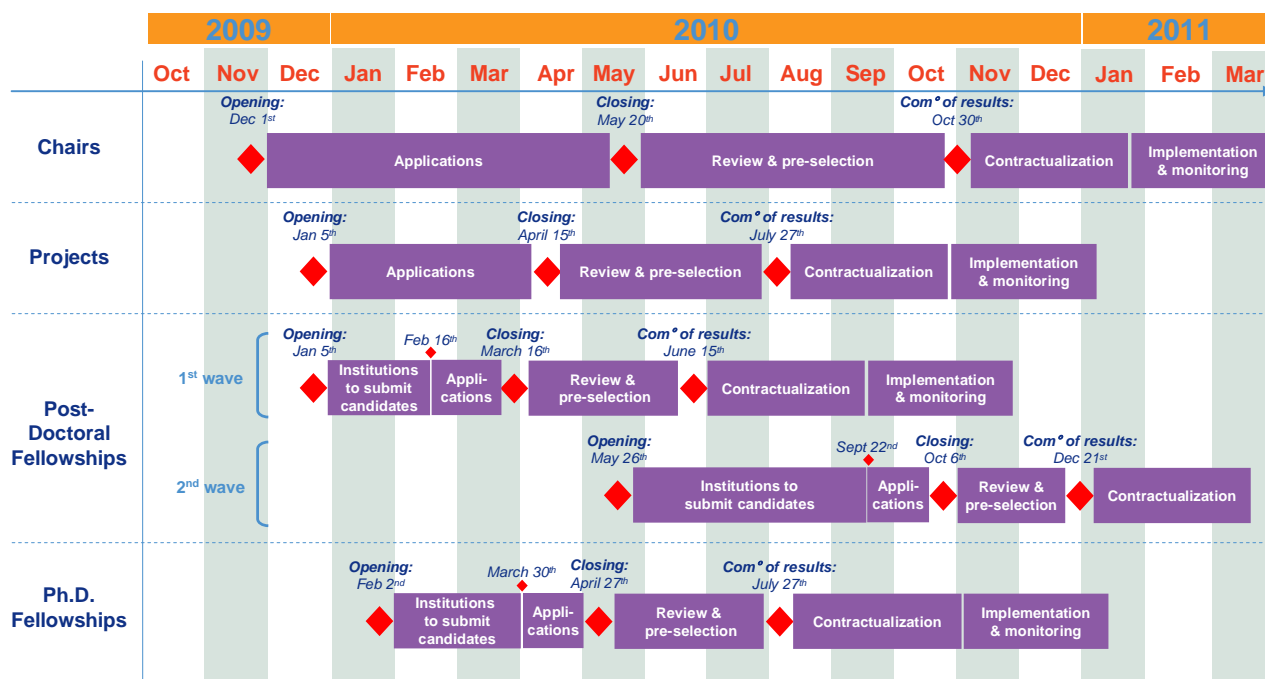 2009 2010 2011
Oct Nov Dec Jan Feb Mar Apr May Jun Jul Aug Sep Oct Nov Dec Jan Feb Mar
Chairs
Opening:
Dec 1st
Closing:
May 20th
Com° of results:
Oct 30th
Applications
Review & pre-selection
Contractualization
Implementation
& monitoring
Projects
Opening:
Jan 5th
Closing:
April 15th
Com° of results:
July 27th
Applications
Review & pre-selection
Contractualization
Implementation
& monitoring
Post-
Doctoral
Fellowships
1st wave
Opening:
Jan 5th
Feb 16th
Closing:
March 16th
Com° of results:
June 15th
Institutions
to submit
candidates
Appli-
cations
Review &
pre-selection
Contractualization
Implementation
& monitoring
2nd wave
Opening:
May 26th
Sept 22nd
Closing:
Oct 6th
Com° of results:
Dec 21st
Institutions to
submit candidates
Appli-
cations
Review &
pre-selection
Contractualization
Ph.D.
Fellowships
Opening:
Feb 2nd
March 30th
Closing:
April 27th
Com° of results:
July 27th
Institutions
to submit
candidates
Appli-
cations
Review &
pre-selection
Contractualization
Implementation
& monitoring